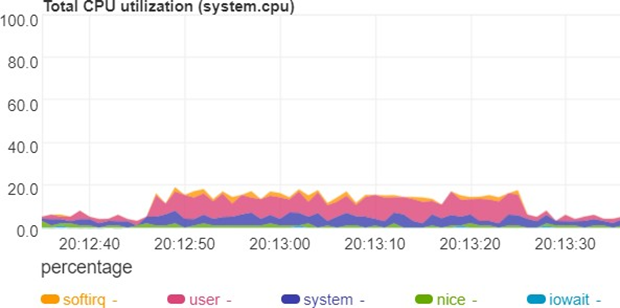 Total CPU utilization (system.cpu)
100.0
80.0
60.0
40.0
20.0
0.0
20:12:40 20:12:50 20:13:00 20:13:10 20:13:20 20:13:30
percentage
softirq - user - system - nice - iowait -